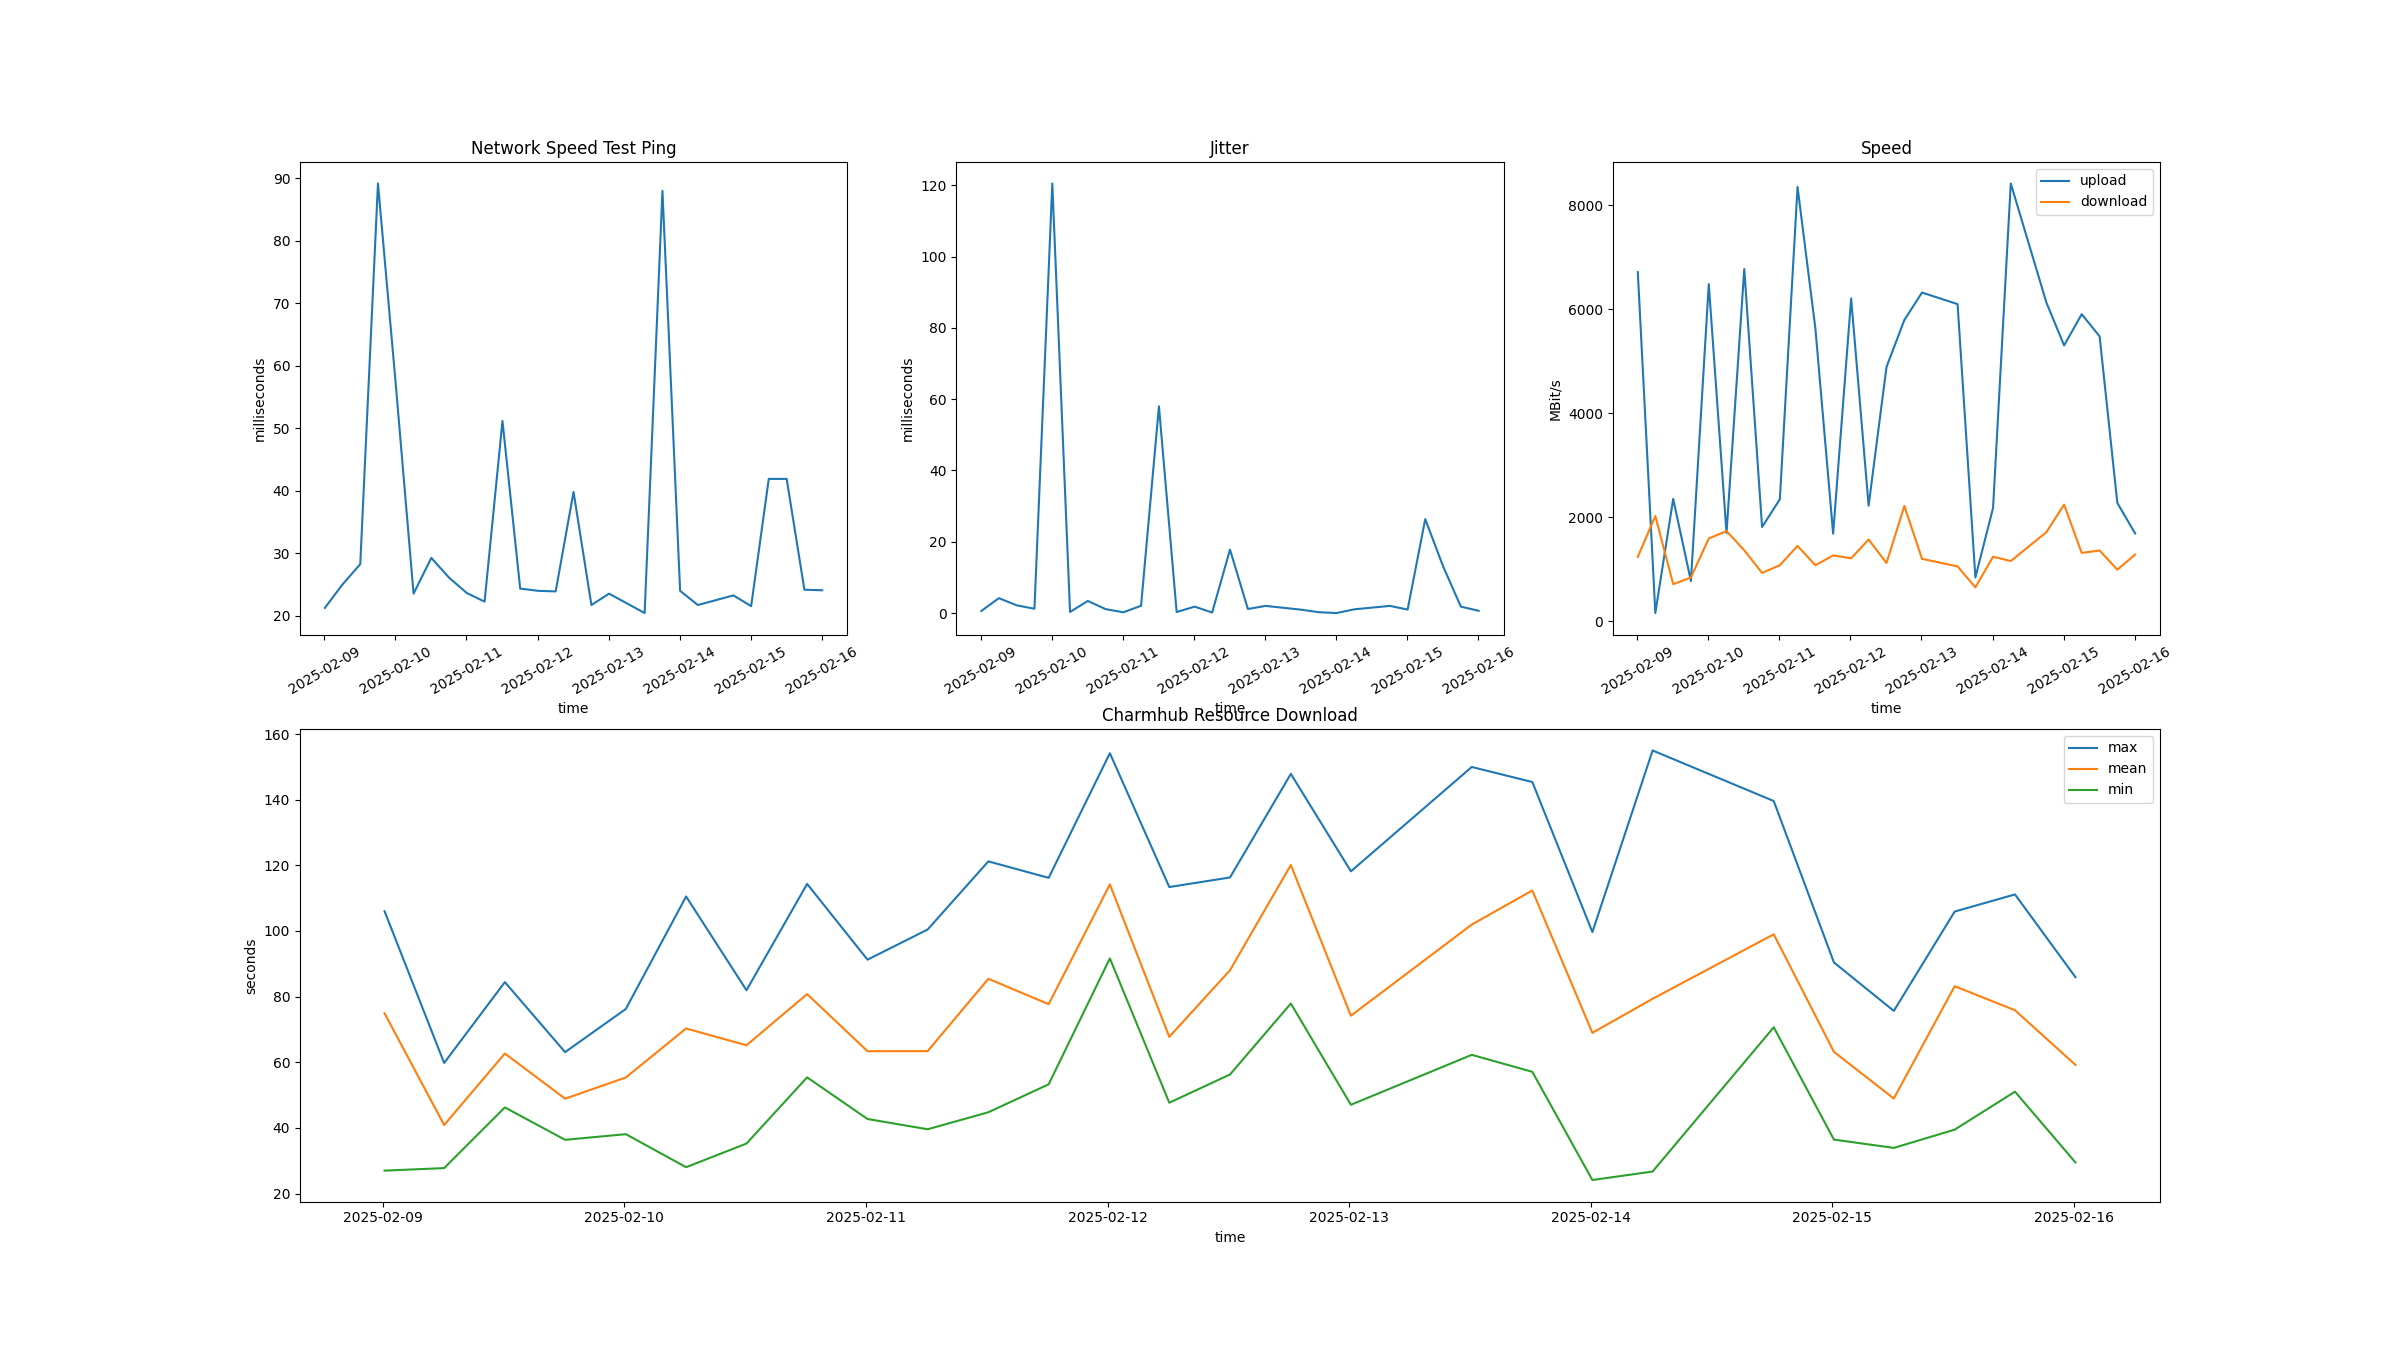 Network Speed Test Ping
90
80
70
60
50
40
30
20
milliseconds
2025-02-09 2025-02-10 2025-02-11 2025-02-12 2025-02-13 2025-02-14 2025-02-15 2025-02-16
time
Jitter
120
100
80
60
40
20
0
milliseconds
2025-02-09 2025-02-10 2025-02-11 2025-02-12 2025-02-13 2025-02-14 2025-02-15 2025-02-16
time
Speed
upload
download
8000
6000
4000
2000
0
MBit/s
2025-02-09 2025-02-10 2025-02-11 2025-02-12 2025-02-13 2025-02-14 2025-02-15 2025-02-16
time
Charmhub Resource Download
max
mean
min
160
140
120
100
80
60
40
20
seconds
2025-02-09 2025-02-10 2025-02-11 2025-02-12 2025-02-13 2025-02-14 2025-02-15 2025-02-16
time